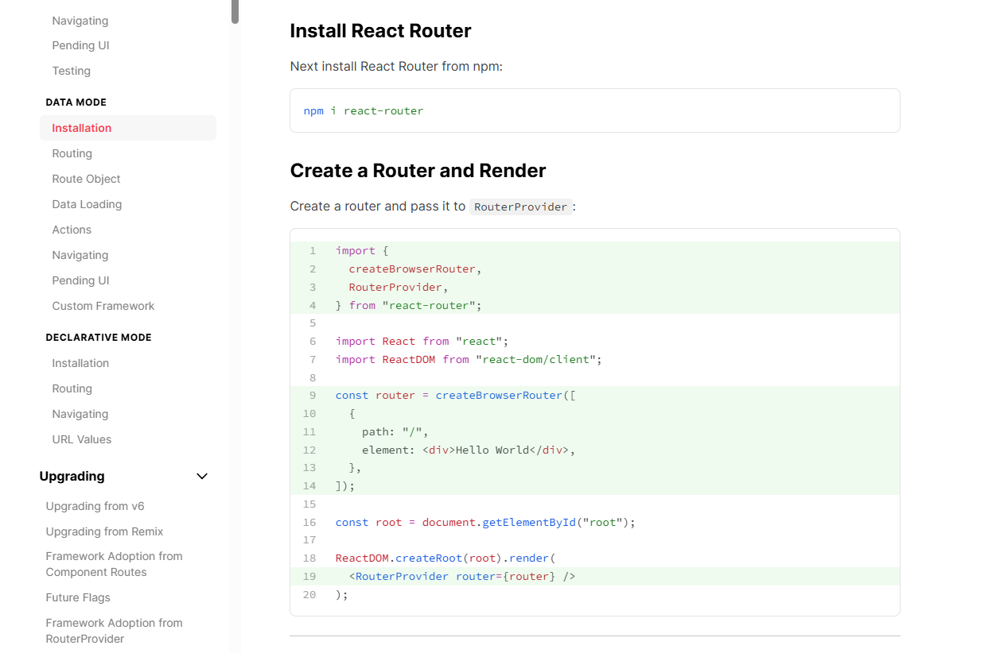 Navigating
Pending UI
Testing
DATA MODE
Installation
Routing
Route Object
Data Loading
Actions
Navigating
Pending UI
Custom Framework
DECLARATIVE MODE
Installation
Routing
Navigating
URL Values
Upgrading
Upgrading from v6
Upgrading from Remix
Framework Adoption from
Component Routes
Future Flags
Framework Adoption from
RouterProvider
Install React Router
Next install React Router from npm:
npm i react-router
Create a Router and Render
Create a router and pass it to RouterProvider:
1 import {
2   createBrowserRouter,
3   RouterProvider,
4 } from "react-router";
5
6 import React from "react";
7 import ReactDOM from "react-dom/client";
8
9 const router = createBrowserRouter([
10   {
11     path: "/",
12     element: <div>Hello World</div>,
13   },
14 ]);
15
16 const root = document.getElementById("root");
17
18 ReactDOM.createRoot(root).render(
19   <RouterProvider router={router} />
20 );